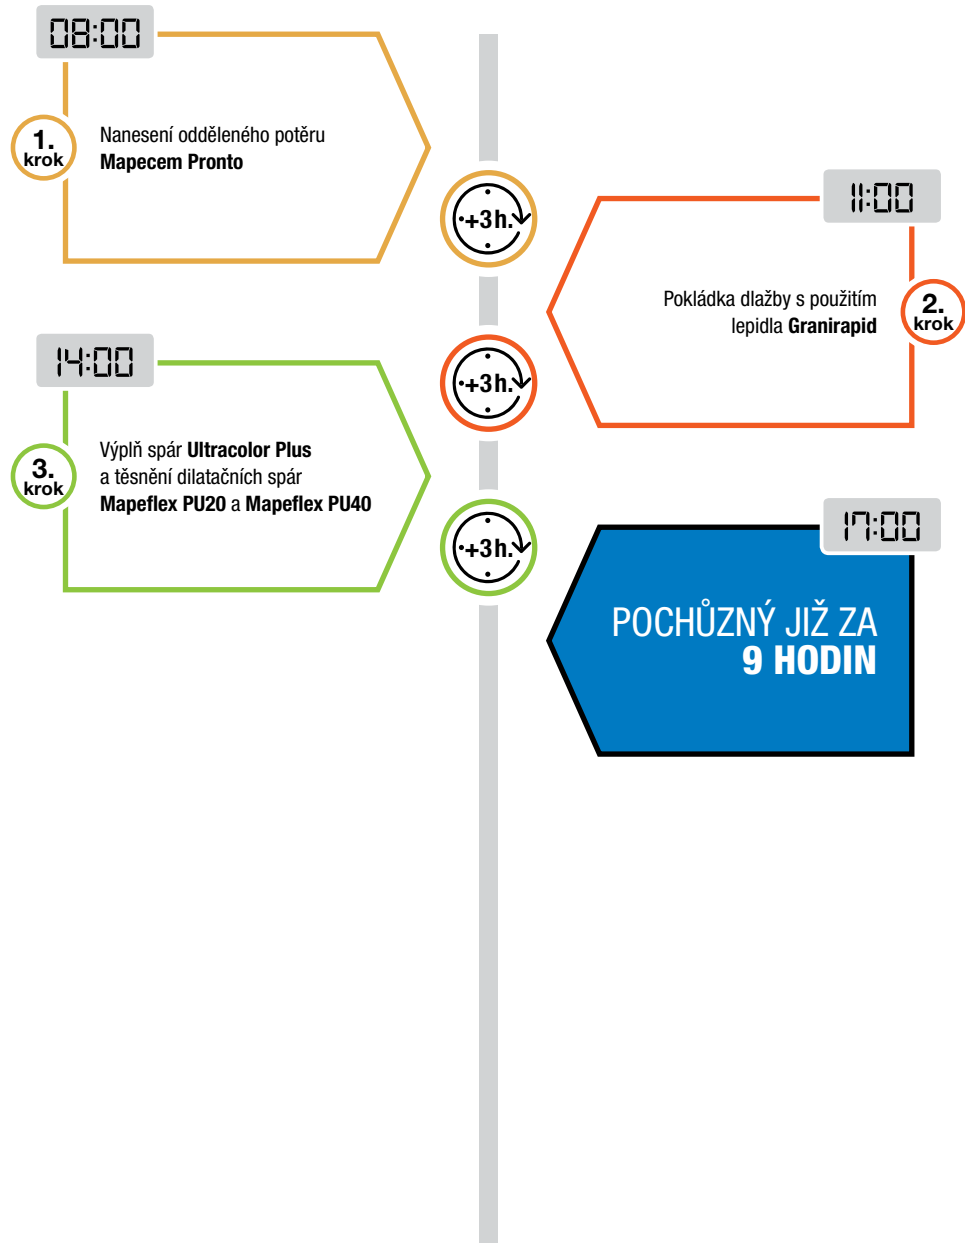 08:00
1.
krok
Nanesení odděleného potěru
Mapecem Pronto
+3h.
11:00
Pokládka dlažby s použitím
lepidla Granirapid
2.
krok
+3h.
14:00
3.
krok
Výplň spár Ultracolor Plus
a těsnění dilatačních spár
Mapeflex PU20 a Mapeflex PU40
+3h.
17:00
POCHŮZNÝ JIŽ ZA
9 HODIN